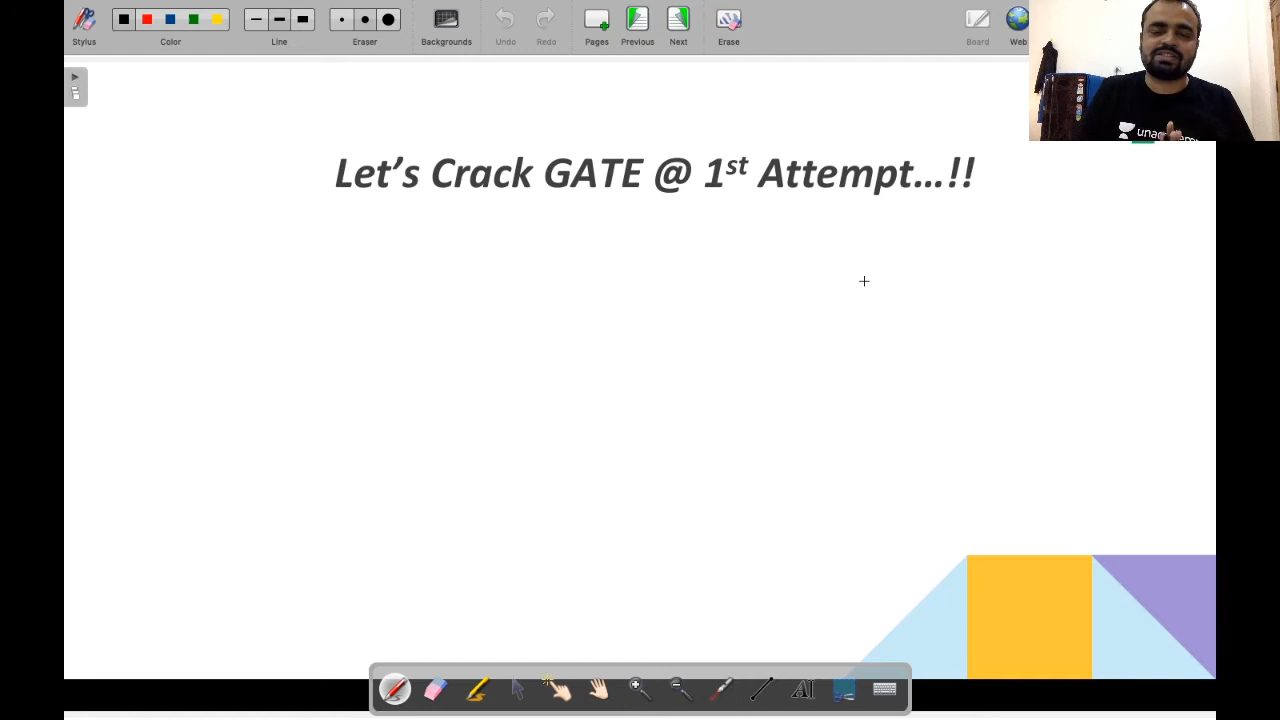 Stylus Color Line Eraser Backgrounds Undo Redo Pages Previous Next Erase Board Web
Let's Crack GATE @ 1st Attempt...!!